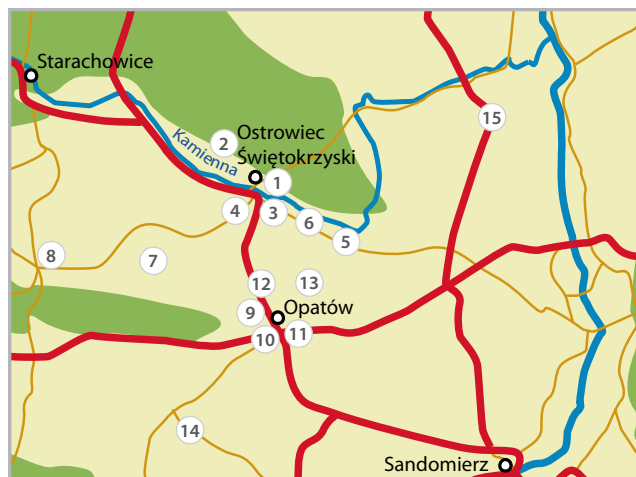 Starachowice
Ostrowiec
Świętokrzyski
Kamienna
2
1
15
4
3
6
5
8
7
12
13
9
Opatów
10
11
14
Sandomierz